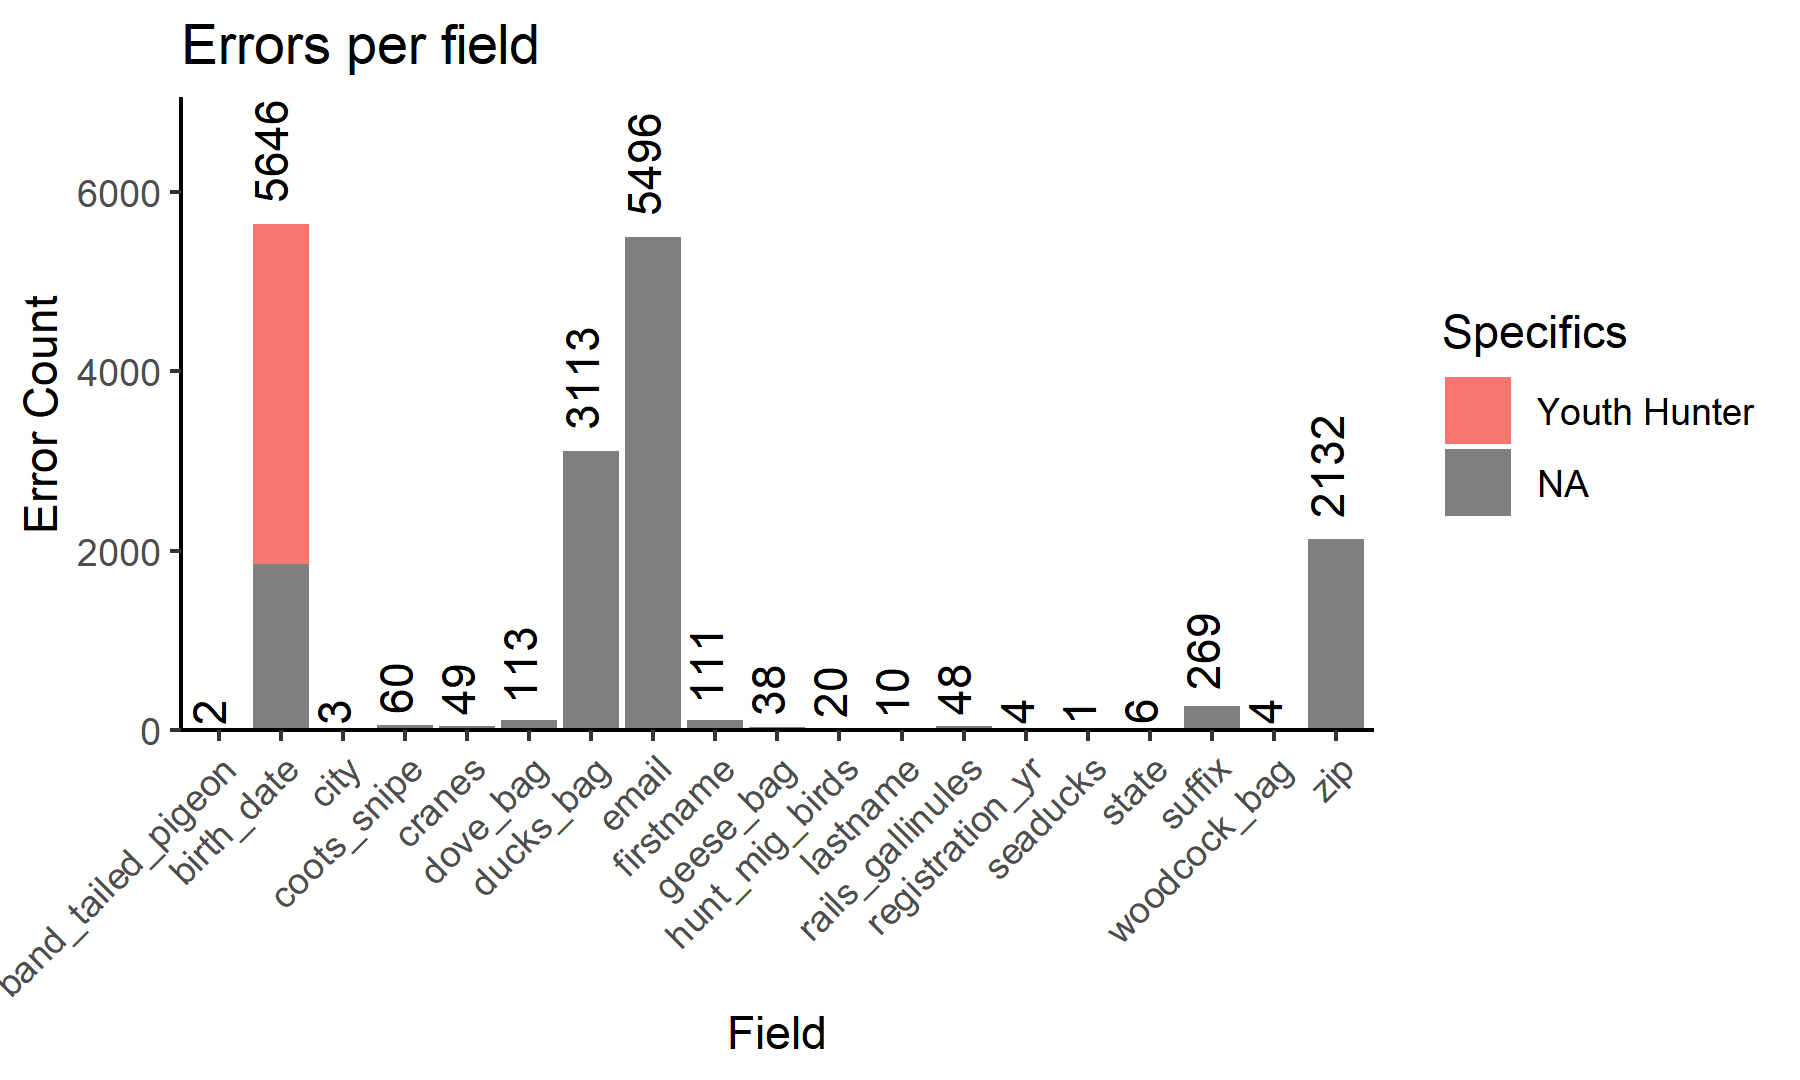 Errors per field
Error Count
6000
4000
2000
0
2
5646
3
60
49
113
3113
5496
111
38
20
10
48
4
1
6
269
4
2132
band_tailed_pigeon
birth_date
city
coots_snipe
cranes
dove_bag
ducks_bag
email
firstname
geese_bag
hunt_mig_birds
lastname
rails_gallinules
registration_yr
seaducks
state
suffix
woodcock_bag
zip
Field
Specifics
Youth Hunter
NA